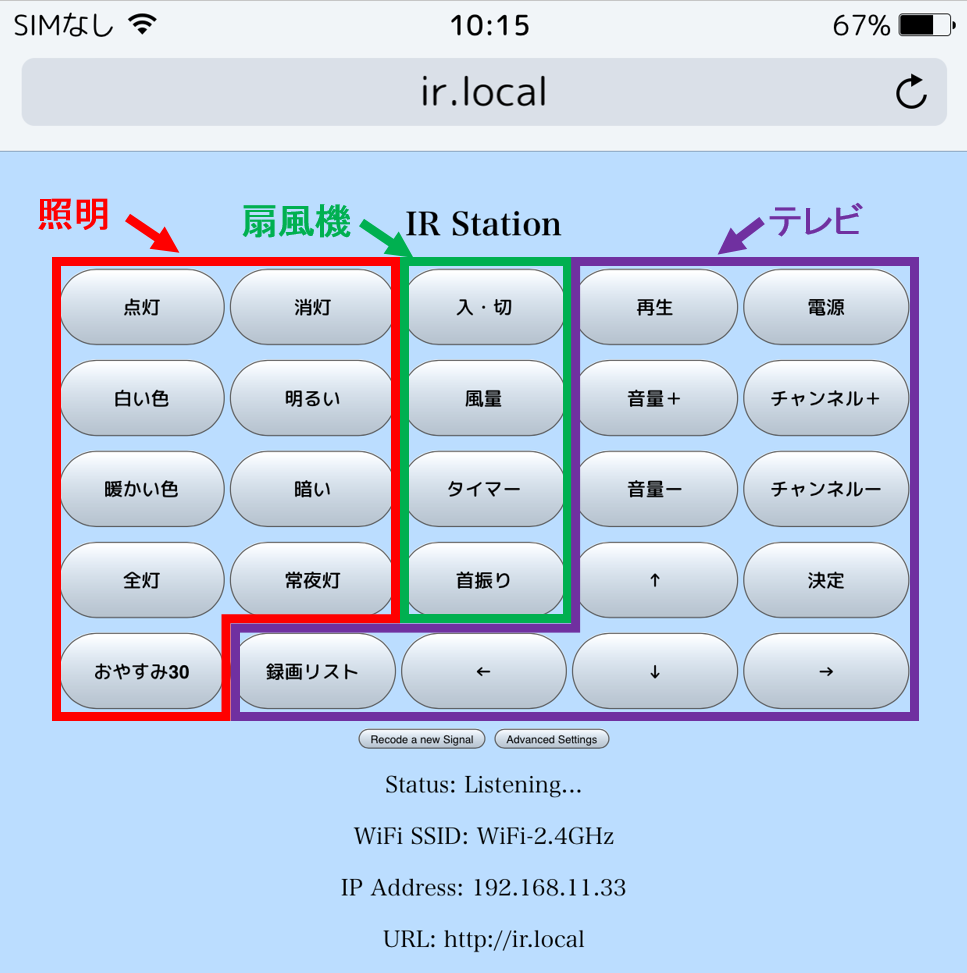 SIMなし 10:15 67%
ir.local
照明 扇風機 IR Station テレビ
点灯 消灯 入・切 再生 電源
白い色 明るい 風量 音量＋ チャンネル＋
暖かい色 暗い タイマー 音量ー チャンネルー
全灯 常夜灯 首振り ↑ 決定
おやすみ30 録画リスト ← ↓ →
Recode a new Signal Advanced Settings
Status: Listening...
WiFi SSID: WiFi-2.4GHz
IP Address: 192.168.11.33
URL: http://ir.local